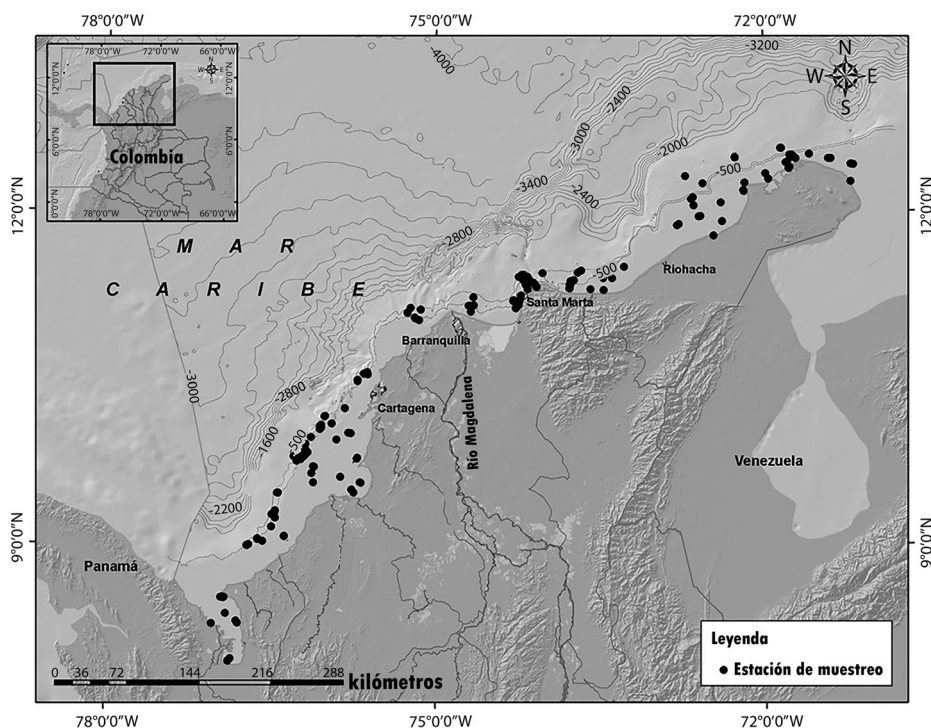 78°0'0"W 75°0'0"W 72°0'0"W
78°0'0"W 72°0'0"W 66°0'0"W
N
W E
S
12°0'0"N
6°0'0"N
0°0'0"
Colombia
78°0'0"W 72°0'0"W 66°0'0"W
N
W E
S
-4000
-3200
-2400
-3000
-2000
-500
-3400
-2400
-2800
12°0'0"N
12°0'0"N
MAR
CARIBE
-500
Riohacha
Santa Marta
Barranquilla
-3000
-2800
Cartagena
Río Magdalena
-1600
-500
Venezuela
-2200
9°0'0"N
9°0'0"N
Panamá
Leyenda
Estación de muestreo
0 36 72 144 216 288
kilómetros
78°0'0"W 75°0'0"W 72°0'0"W